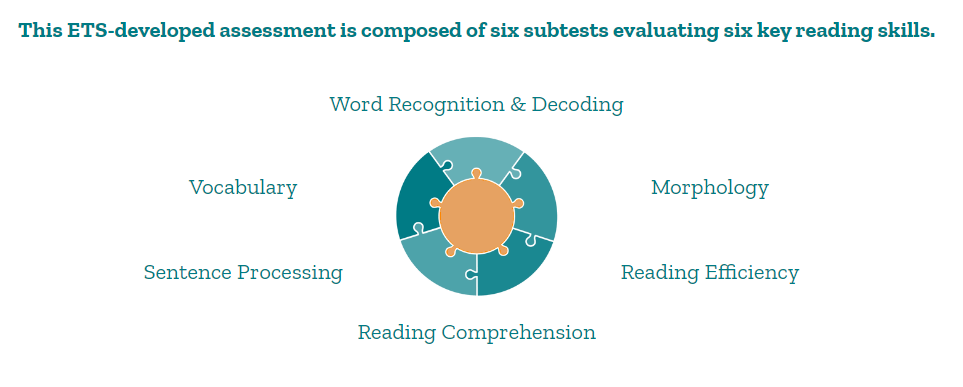 This ETS-developed assessment is composed of six subtests evaluating six key reading skills.
Word Recognition & Decoding
Vocabulary
Morphology
Sentence Processing
Reading Efficiency
Reading Comprehension